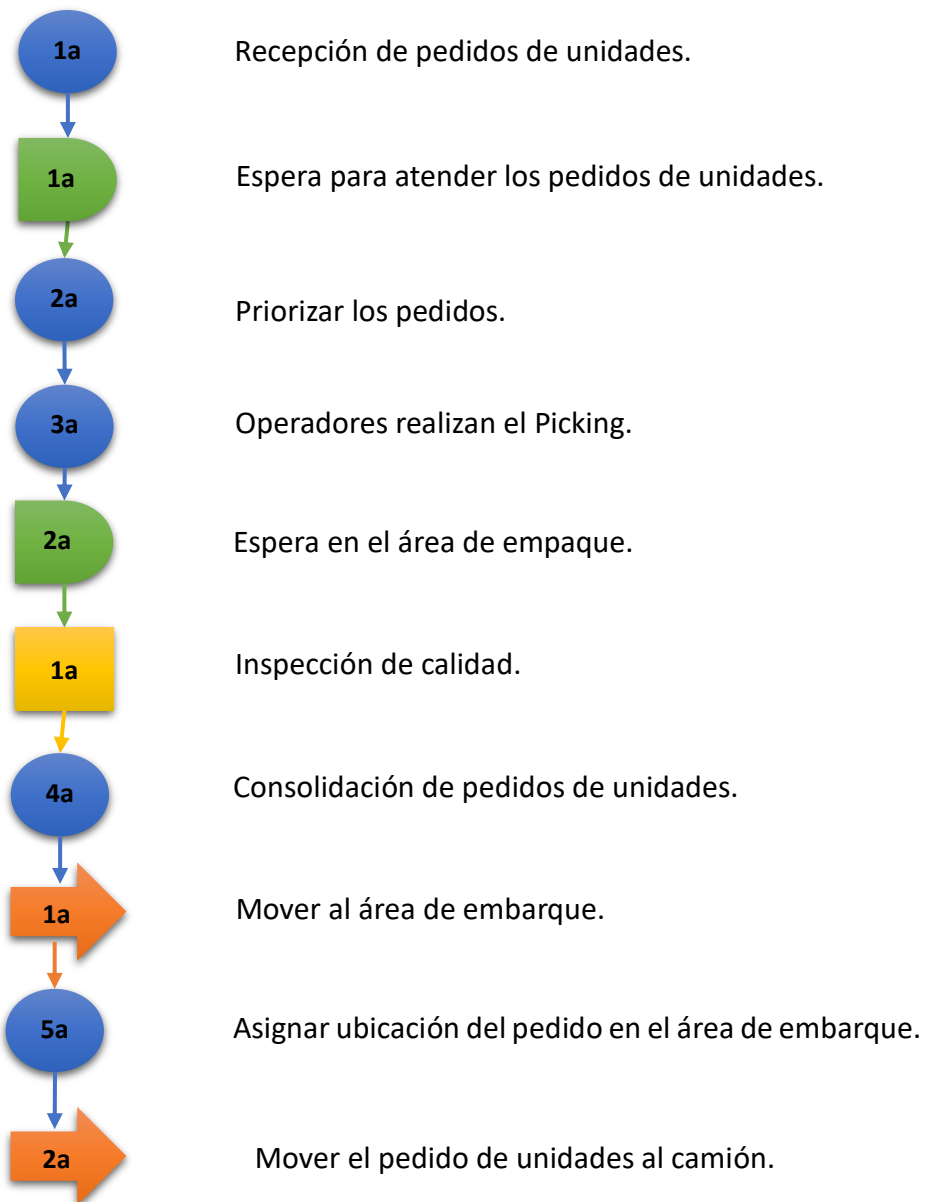 1a Recepción de pedidos de unidades.
1a Espera para atender los pedidos de unidades.
2a Priorizar los pedidos.
3a Operadores realizan el Picking.
2a Espera en el área de empaque.
1a Inspección de calidad.
4a Consolidación de pedidos de unidades.
1a Mover al área de embarque.
5a Asignar ubicación del pedido en el área de embarque.
2a Mover el pedido de unidades al camión.